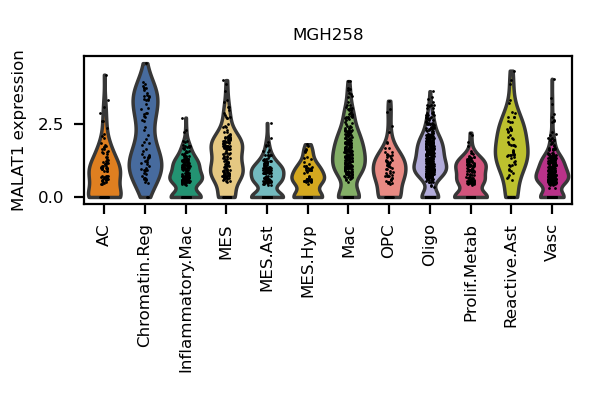 MGH258
MALAT1 expression
2.5
0.0
AC
Chromatin.Reg
Inflammatory.Mac
MES
MES.Ast
MES.Hyp
Mac
OPC
Oligo
Prolif.Metab
Reactive.Ast
Vasc